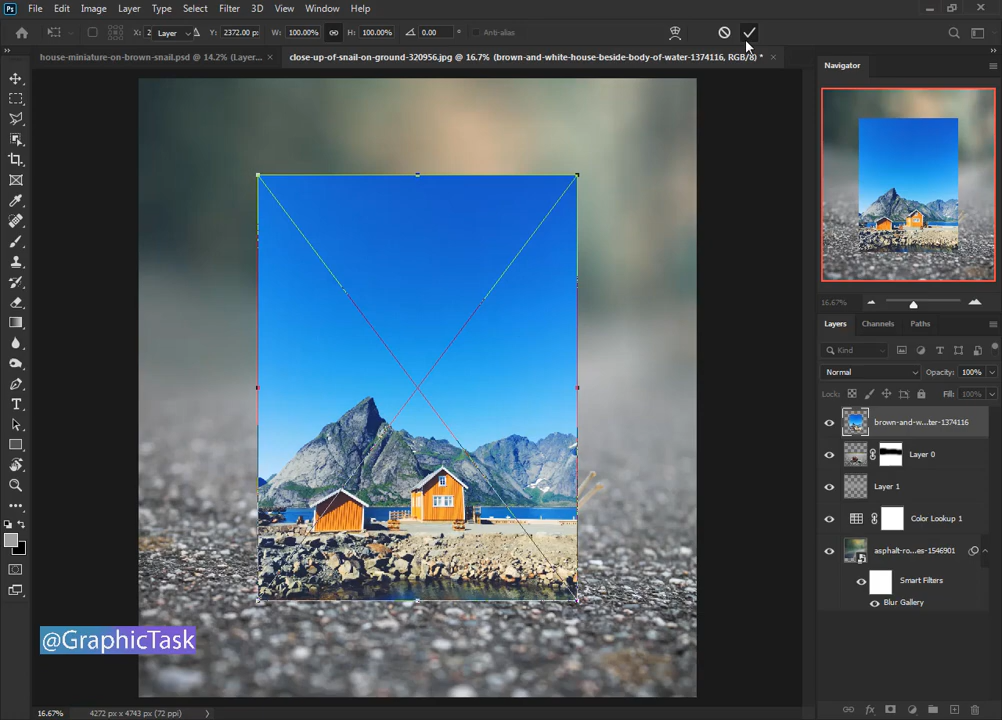 Ps File Edit Image Layer Type Select Filter 3D View Window Help
X: 2 Layer Y: 2372.00 px W: 100.00% H: 100.00% 0.00 ° Anti-alias
house-miniature-on-brown-snail.psd @ 14.2% (Layer... × close-up-of-snail-on-ground-320956.jpg @ 16.7% (brown-and-white-house-beside-body-of-water-1374116, RGB/8) * ×
Navigator
16.67%
Layers Channels Paths
Kind
Normal Opacity: 100%
Locks: Fill: 100%
brown-and-w...ter-1374116
Layer 0
Layer 1
Color Lookup 1
asphalt-ro...es-1546901
Smart Filters
Blur Gallery
@GraphicTask
16.67% 4272 px x 4743 px (72 ppi)
fx